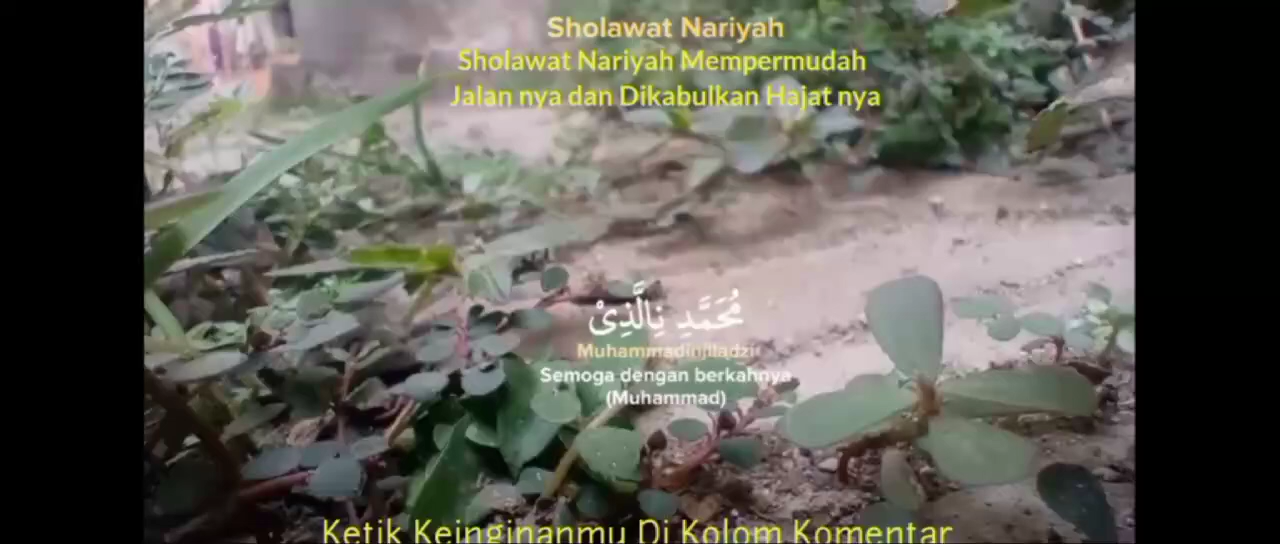 Sholawat Nariyah
Sholawat Nariyah Mempermudah
Jalan nya dan Dikabulkan Hajat nya
مُحَمَّدِ نِالَّذِيْ
Muhammadinjilladzi
Semoga dengan berkahnya
(Muhammad)
Ketik Keinginanmu Di Kolom Komentar